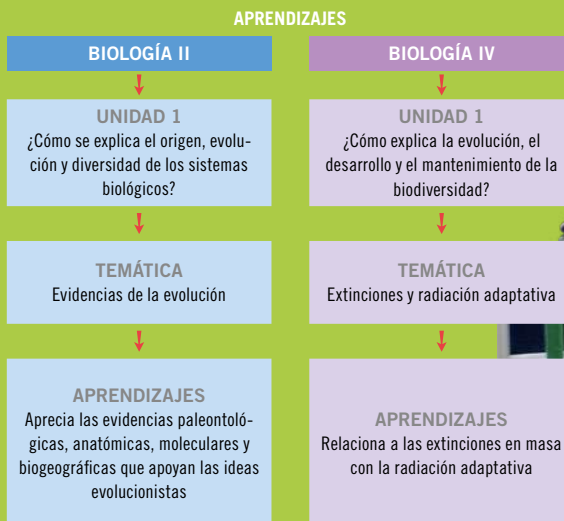 APRENDIZAJES
BIOLOGÍA II
UNIDAD 1
¿Cómo se explica el origen, evolu-
ción y diversidad de los sistemas
biológicos?
TEMÁTICA
Evidencias de la evolución
APRENDIZAJES
Aprecia las evidencias paleontoló-
gicas, anatómicas, moleculares y
biogeográficas que apoyan las ideas
evolucionistas
BIOLOGÍA IV
UNIDAD 1
¿Cómo explica la evolución, el
desarrollo y el mantenimiento de la
biodiversidad?
TEMÁTICA
Extinciones y radiación adaptativa
APRENDIZAJES
Relaciona a las extinciones en masa
con la radiación adaptativa